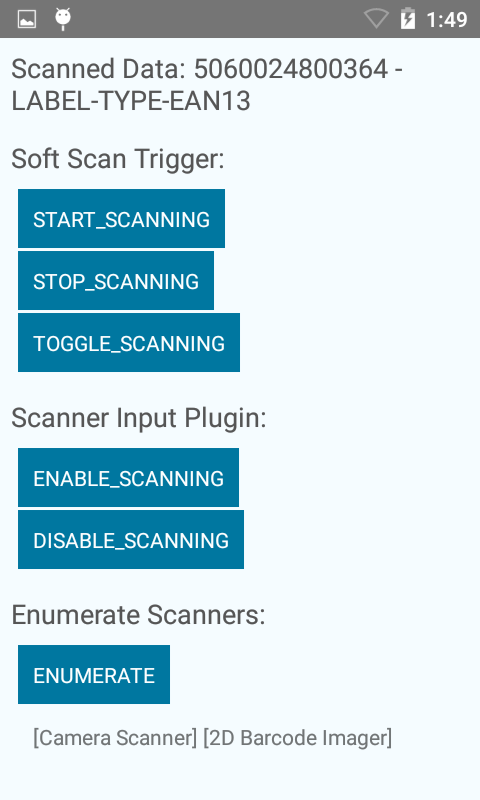 1:49
Scanned Data: 5060024800364 -
LABEL-TYPE-EAN13
Soft Scan Trigger:
START_SCANNING
STOP_SCANNING
TOGGLE_SCANNING
Scanner Input Plugin:
ENABLE_SCANNING
DISABLE_SCANNING
Enumerate Scanners:
ENUMERATE
[Camera Scanner] [2D Barcode Imager]